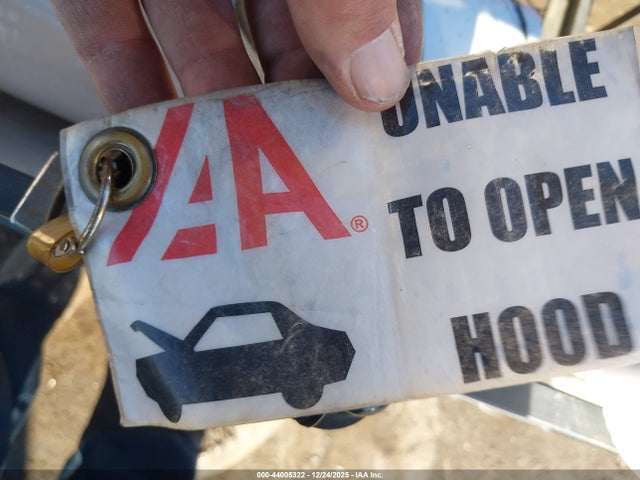 IAA®
UNABLE
TO OPEN
HOOD
000-44005322 | 12/24/2025 | IAA Inc.